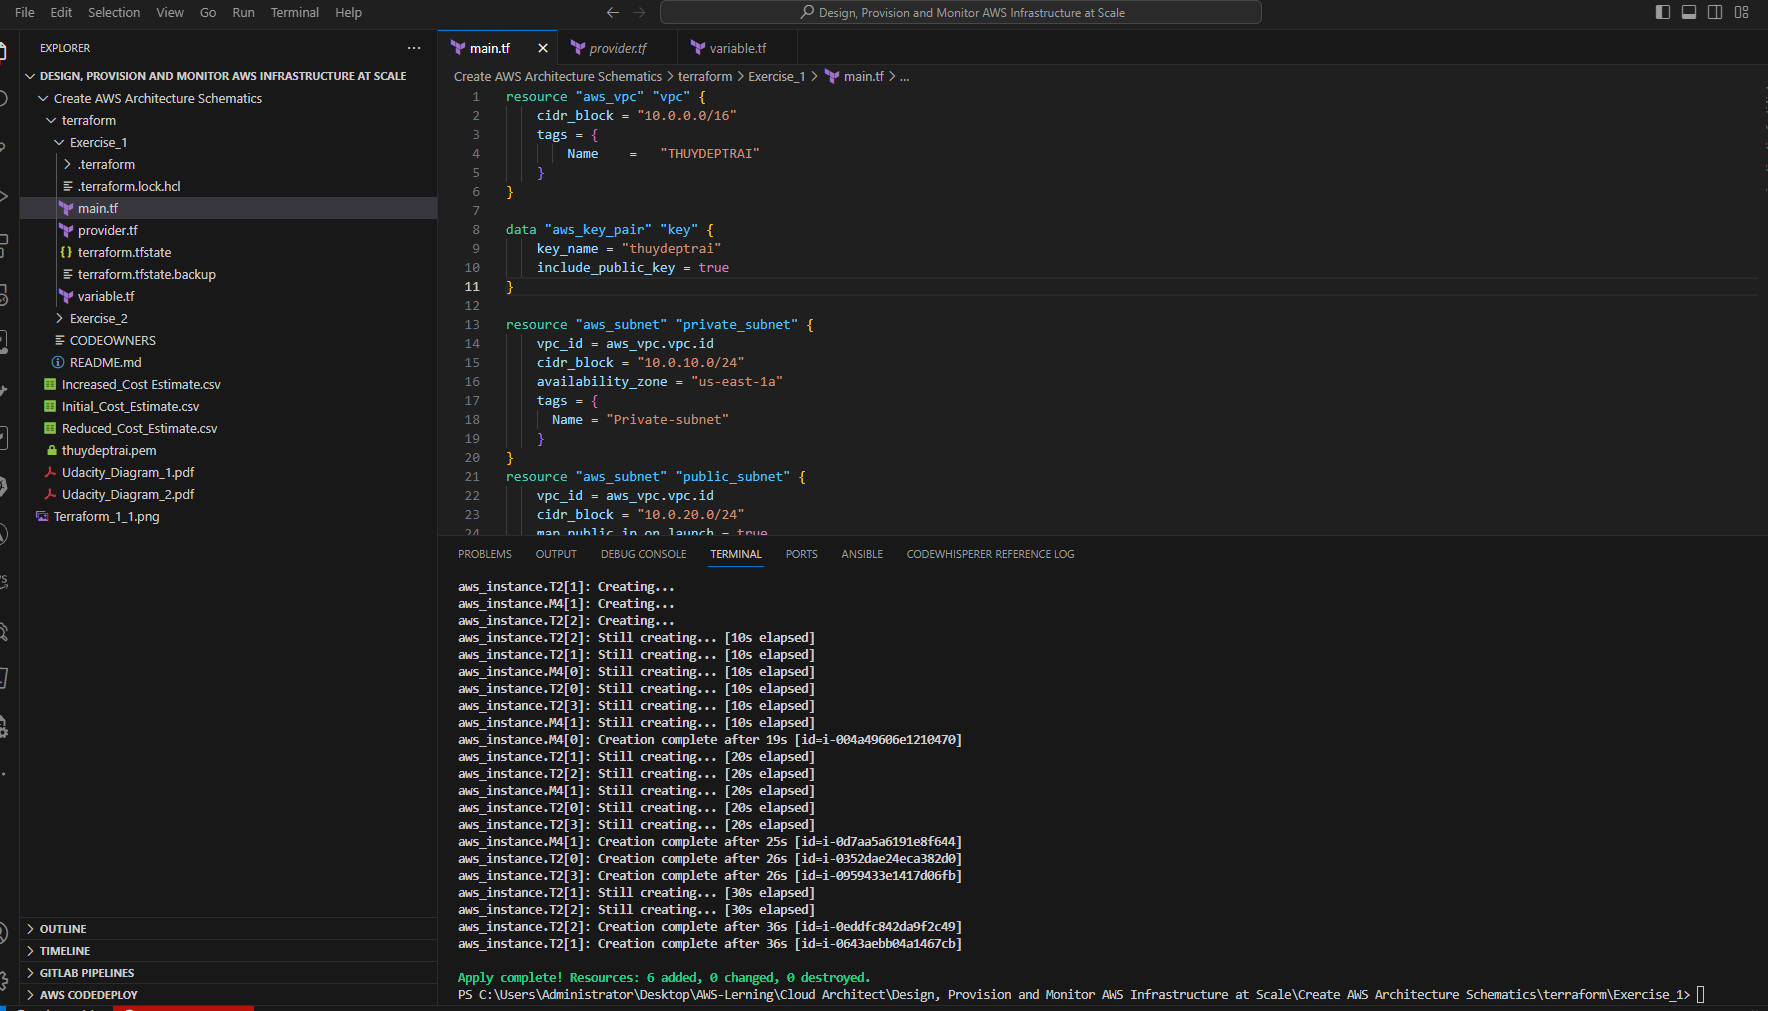 File Edit Selection View Go Run Terminal Help
Design, Provision and Monitor AWS Infrastructure at Scale
EXPLORER
DESIGN, PROVISION AND MONITOR AWS INFRASTRUCTURE AT SCALE
Create AWS Architecture Schematics
terraform
Exercise_1
.terraform
.terraform.lock.hcl
main.tf
provider.tf
terraform.tfstate
terraform.tfstate.backup
variable.tf
Exercise_2
CODEOWNERS
README.md
Increased_Cost Estimate.csv
Initial_Cost_Estimate.csv
Reduced_Cost_Estimate.csv
thuydeptrai.pem
Udacity_Diagram_1.pdf
Udacity_Diagram_2.pdf
Terraform_1_1.png
OUTLINE
TIMELINE
GITLAB PIPELINES
AWS CODEDEPLOY
main.tf provider.tf variable.tf
Create AWS Architecture Schematics > terraform > Exercise_1 > main.tf > ...
1 resource "aws_vpc" "vpc" {
2 cidr_block = "10.0.0.0/16"
3 tags = {
4 Name = "THUYDEPTRAI"
5 }
6 }
7
8 data "aws_key_pair" "key" {
9 key_name = "thuydeptrai"
10 include_public_key = true
11 }
12
13 resource "aws_subnet" "private_subnet" {
14 vpc_id = aws_vpc.vpc.id
15 cidr_block = "10.0.10.0/24"
16 availability_zone = "us-east-1a"
17 tags = {
18 Name = "Private-subnet"
19 }
20 }
21 resource "aws_subnet" "public_subnet" {
22 vpc_id = aws_vpc.vpc.id
23 cidr_block = "10.0.20.0/24"
24 map_public_ip_on_launch = true
PROBLEMS OUTPUT DEBUG CONSOLE TERMINAL PORTS ANSIBLE CODEWHISPERER REFERENCE LOG
aws_instance.T2[1]: Creating...
aws_instance.M4[1]: Creating...
aws_instance.T2[2]: Creating...
aws_instance.T2[2]: Still creating... [10s elapsed]
aws_instance.T2[1]: Still creating... [10s elapsed]
aws_instance.M4[0]: Still creating... [10s elapsed]
aws_instance.T2[0]: Still creating... [10s elapsed]
aws_instance.T2[3]: Still creating... [10s elapsed]
aws_instance.M4[1]: Still creating... [10s elapsed]
aws_instance.M4[0]: Creation complete after 19s [id=i-004a49606e1210470]
aws_instance.T2[1]: Still creating... [20s elapsed]
aws_instance.T2[2]: Still creating... [20s elapsed]
aws_instance.M4[1]: Still creating... [20s elapsed]
aws_instance.T2[0]: Still creating... [20s elapsed]
aws_instance.T2[3]: Still creating... [20s elapsed]
aws_instance.M4[1]: Creation complete after 25s [id=i-0d7aa5a6191e8f644]
aws_instance.T2[0]: Creation complete after 26s [id=i-0352dae24eca382d0]
aws_instance.T2[3]: Creation complete after 26s [id=i-0959433e1417d06fb]
aws_instance.T2[1]: Still creating... [30s elapsed]
aws_instance.T2[2]: Still creating... [30s elapsed]
aws_instance.T2[2]: Creation complete after 36s [id=i-0eddfc842da9f2c49]
aws_instance.T2[1]: Creation complete after 36s [id=i-0643aebb04a1467cb]
Apply complete! Resources: 6 added, 0 changed, 0 destroyed.
PS C:\Users\Administrator\Desktop\AWS-Lerning\Cloud Architect\Design, Provision and Monitor AWS Infrastructure at Scale\Create AWS Architecture Schematics\terraform\Exercise_1>